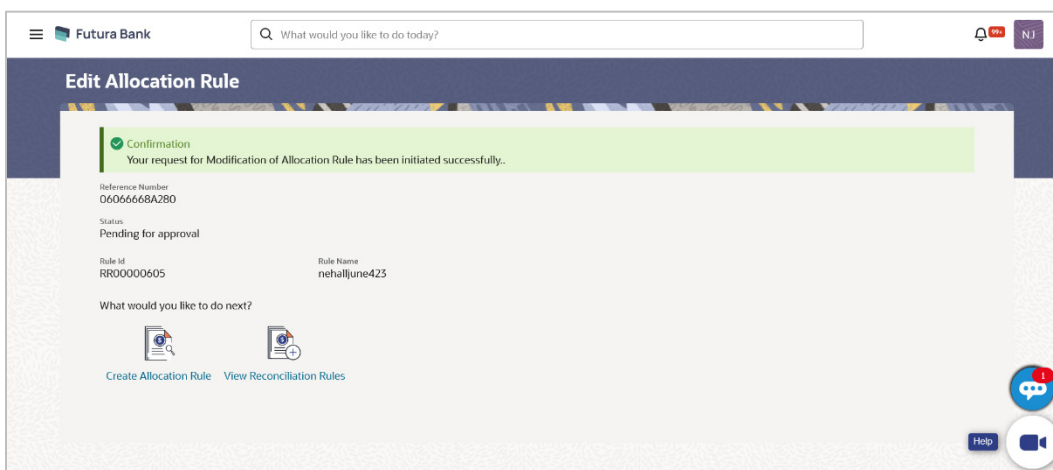 Futura Bank
What would you like to do today?
99+
NJ
Edit Allocation Rule
Confirmation
Your request for Modification of Allocation Rule has been initiated successfully..
Reference Number
06066668A280
Status
Pending for approval
Rule Id
Rule Name
RR00000605
nehalljune423
What would you like to do next?
Create Allocation Rule
View Reconciliation Rules
1
Help